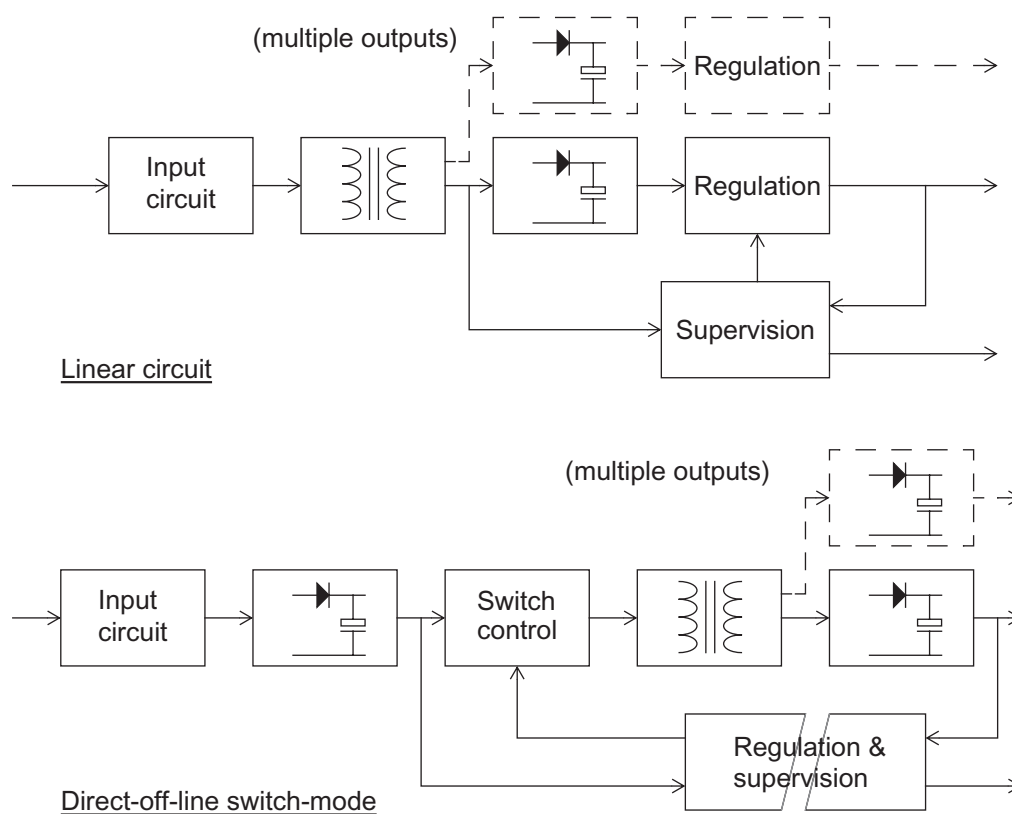 (multiple outputs)
Regulation
Input
circuit
Regulation
Supervision
Linear circuit
(multiple outputs)
Input
circuit
Switch
control
Regulation &
supervision
Direct-off-line switch-mode